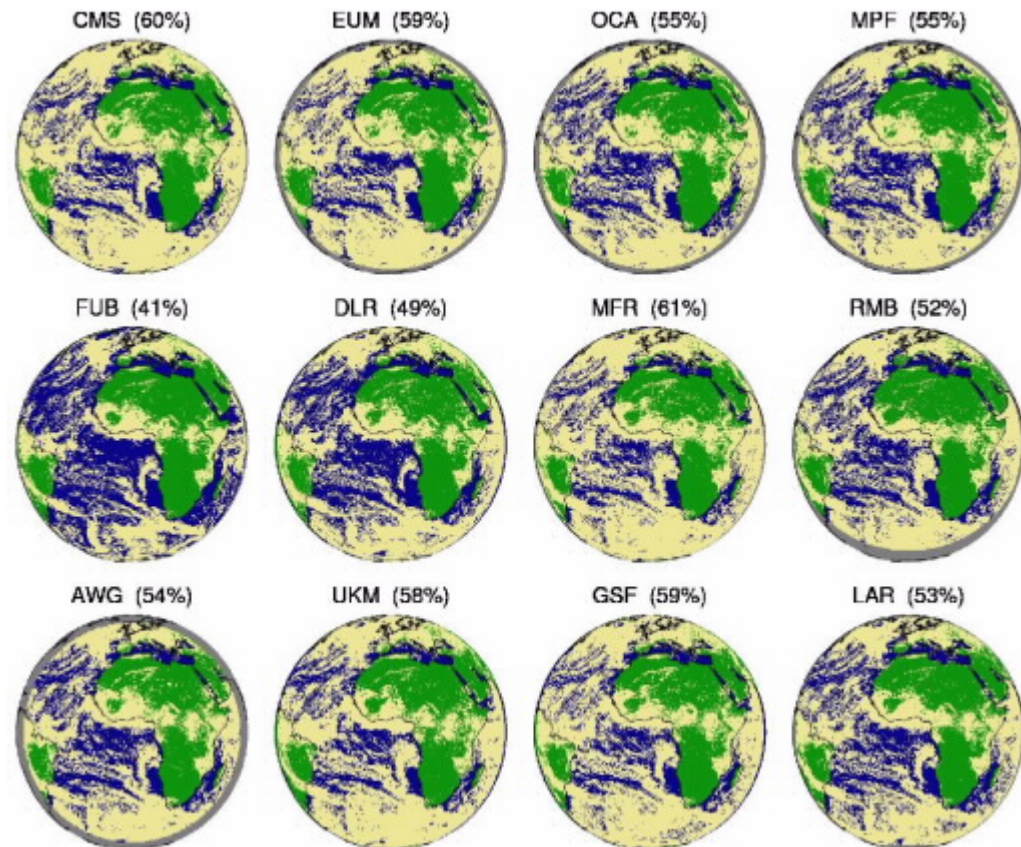 CMS (60%) EUM (59%) OCA (55%) MPF (55%)
FUB (41%) DLR (49%) MFR (61%) RMB (52%)
AWG (54%) UKM (58%) GSF (59%) LAR (53%)